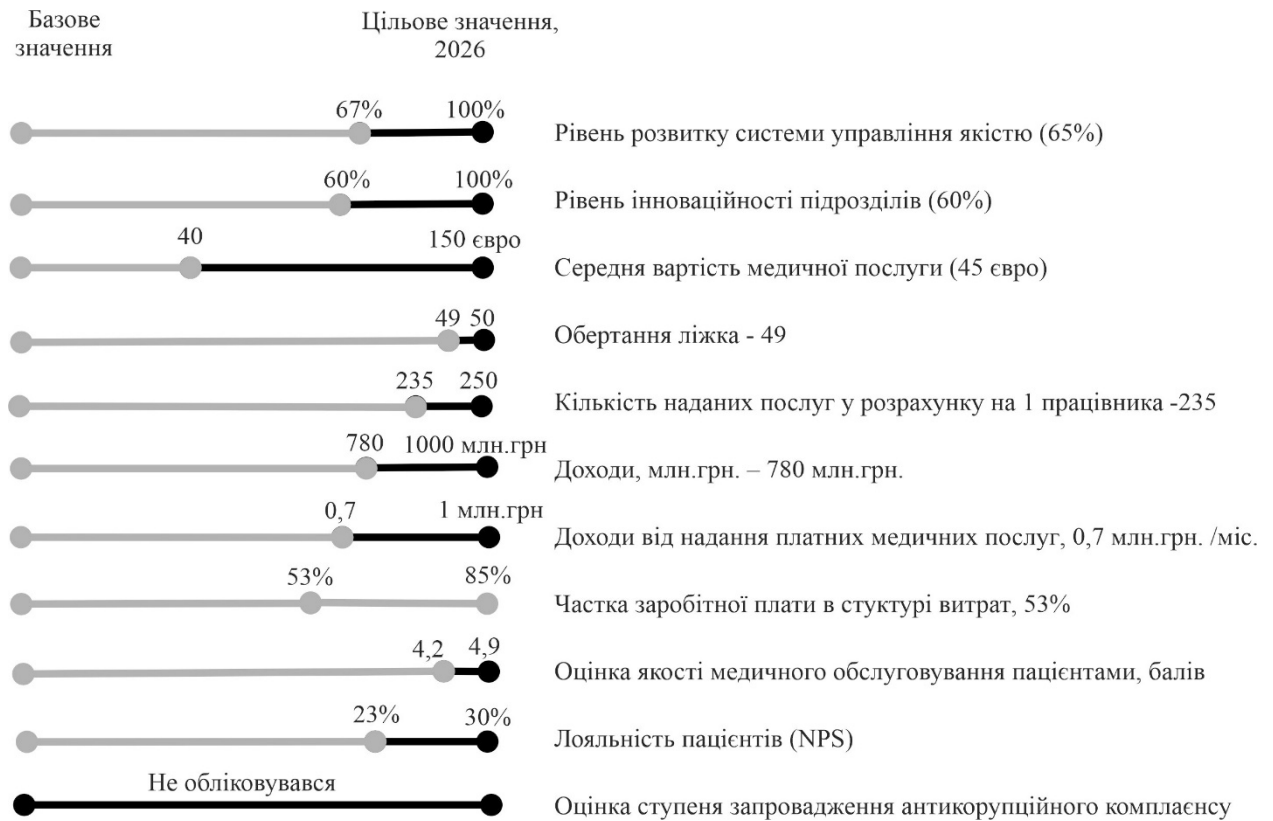 Базове
значення
Цільове значення,
2026
67% 100%
Рівень розвитку системи управління якістю (65%)
60% 100%
Рівень інноваційності підрозділів (60%)
40 150 євро
Середня вартість медичної послуги (45 євро)
49 50
Обертання ліжка - 49
235 250
Кількість наданих послуг у розрахунку на 1 працівника -235
780 1000 млн.грн
Доходи, млн.грн. – 780 млн.грн.
0,7 1 млн.грн
Доходи від надання платних медичних послуг, 0,7 млн.грн. /міс.
53% 85%
Частка заробітної плати в стуктурі витрат, 53%
4,2 4,9
Оцінка якості медичного обслуговування пацієнтами, балів
23% 30%
Лояльність пацієнтів (NPS)
Не обліковувався
Оцінка ступеня запровадження антикорупційного комплаєнсу